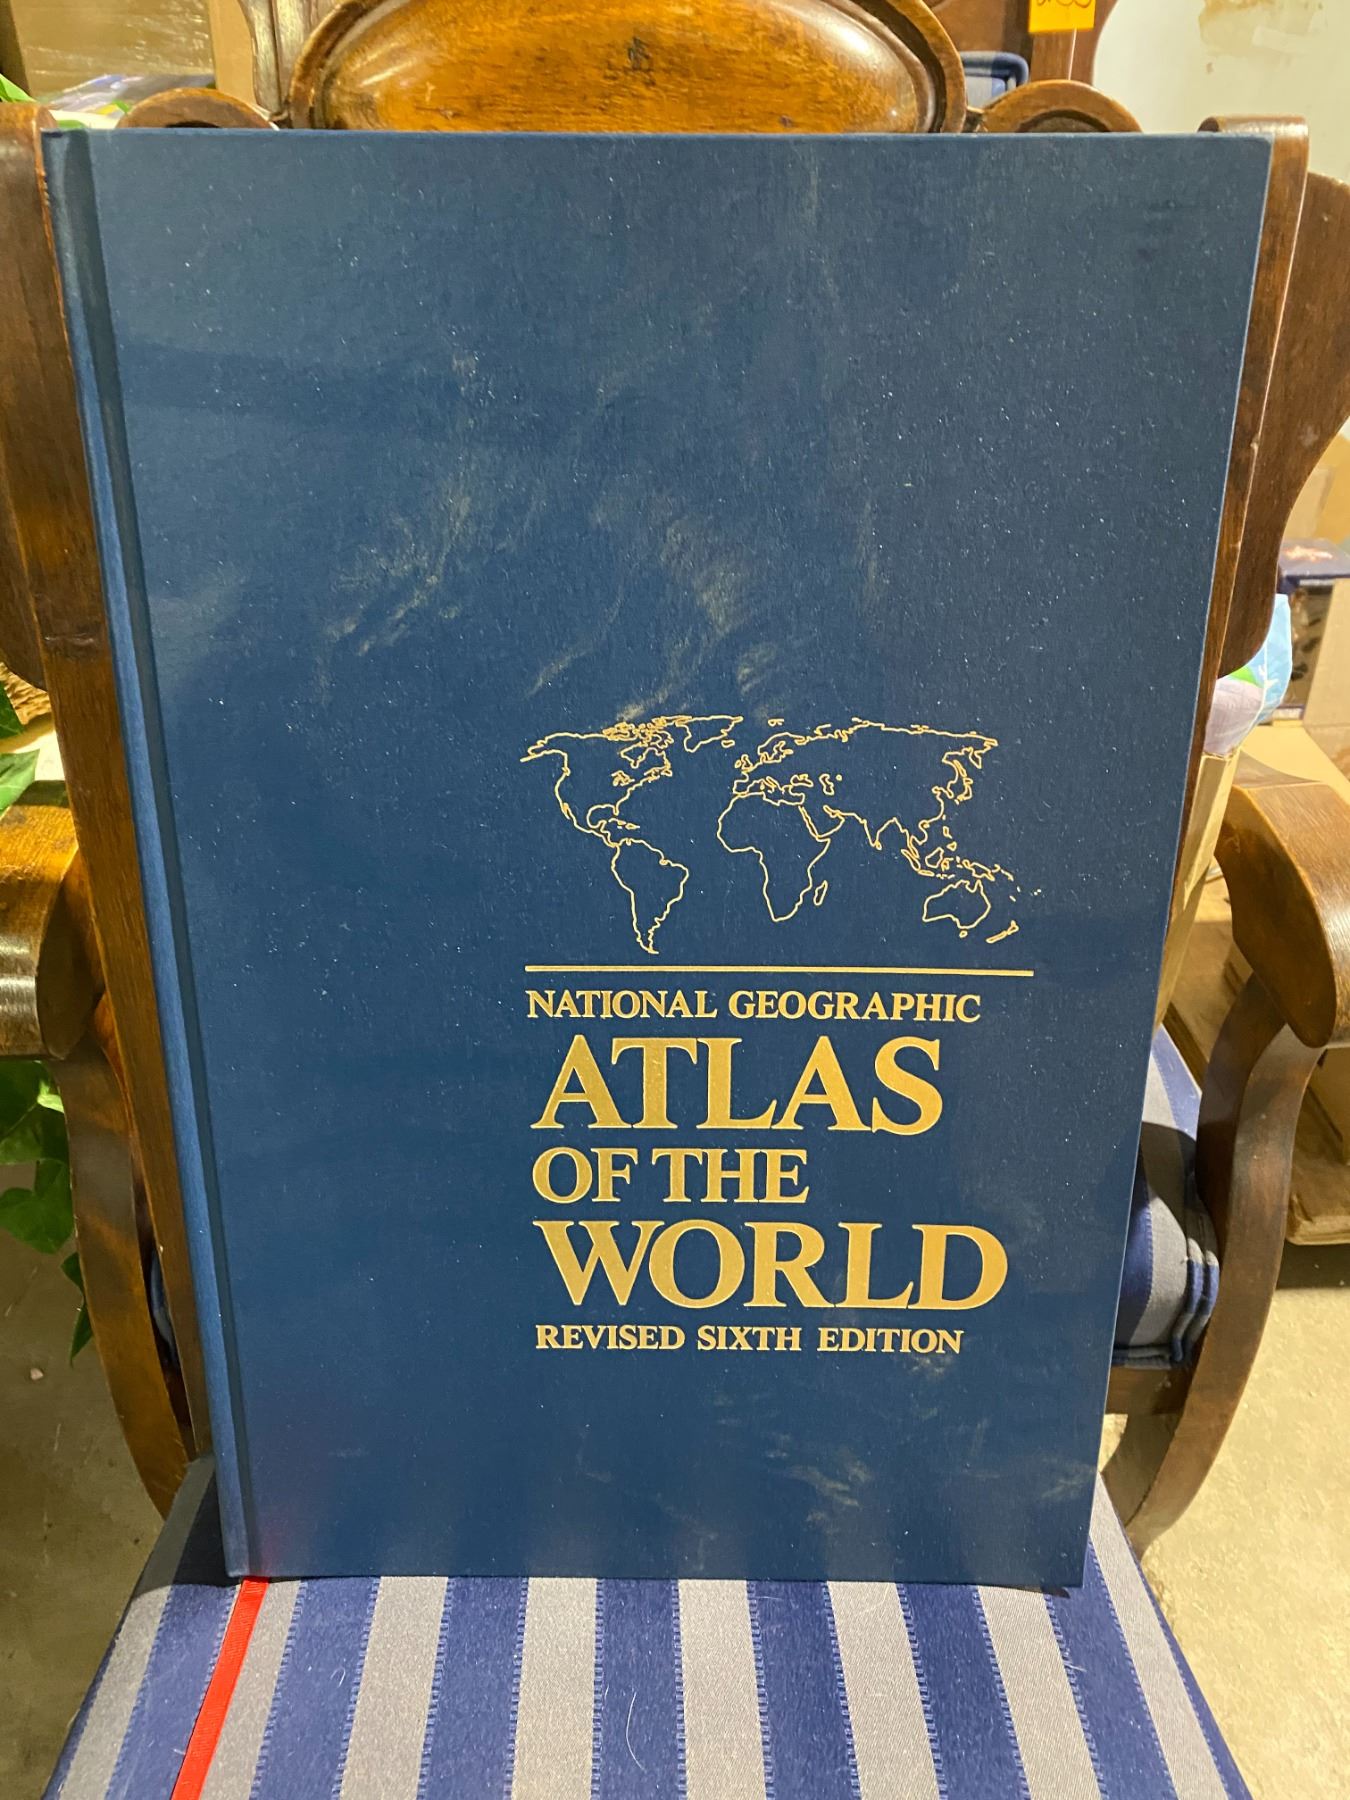 NATIONAL GEOGRAPHIC
ATLAS
OF THE
WORLD
REVISED SIXTH EDITION